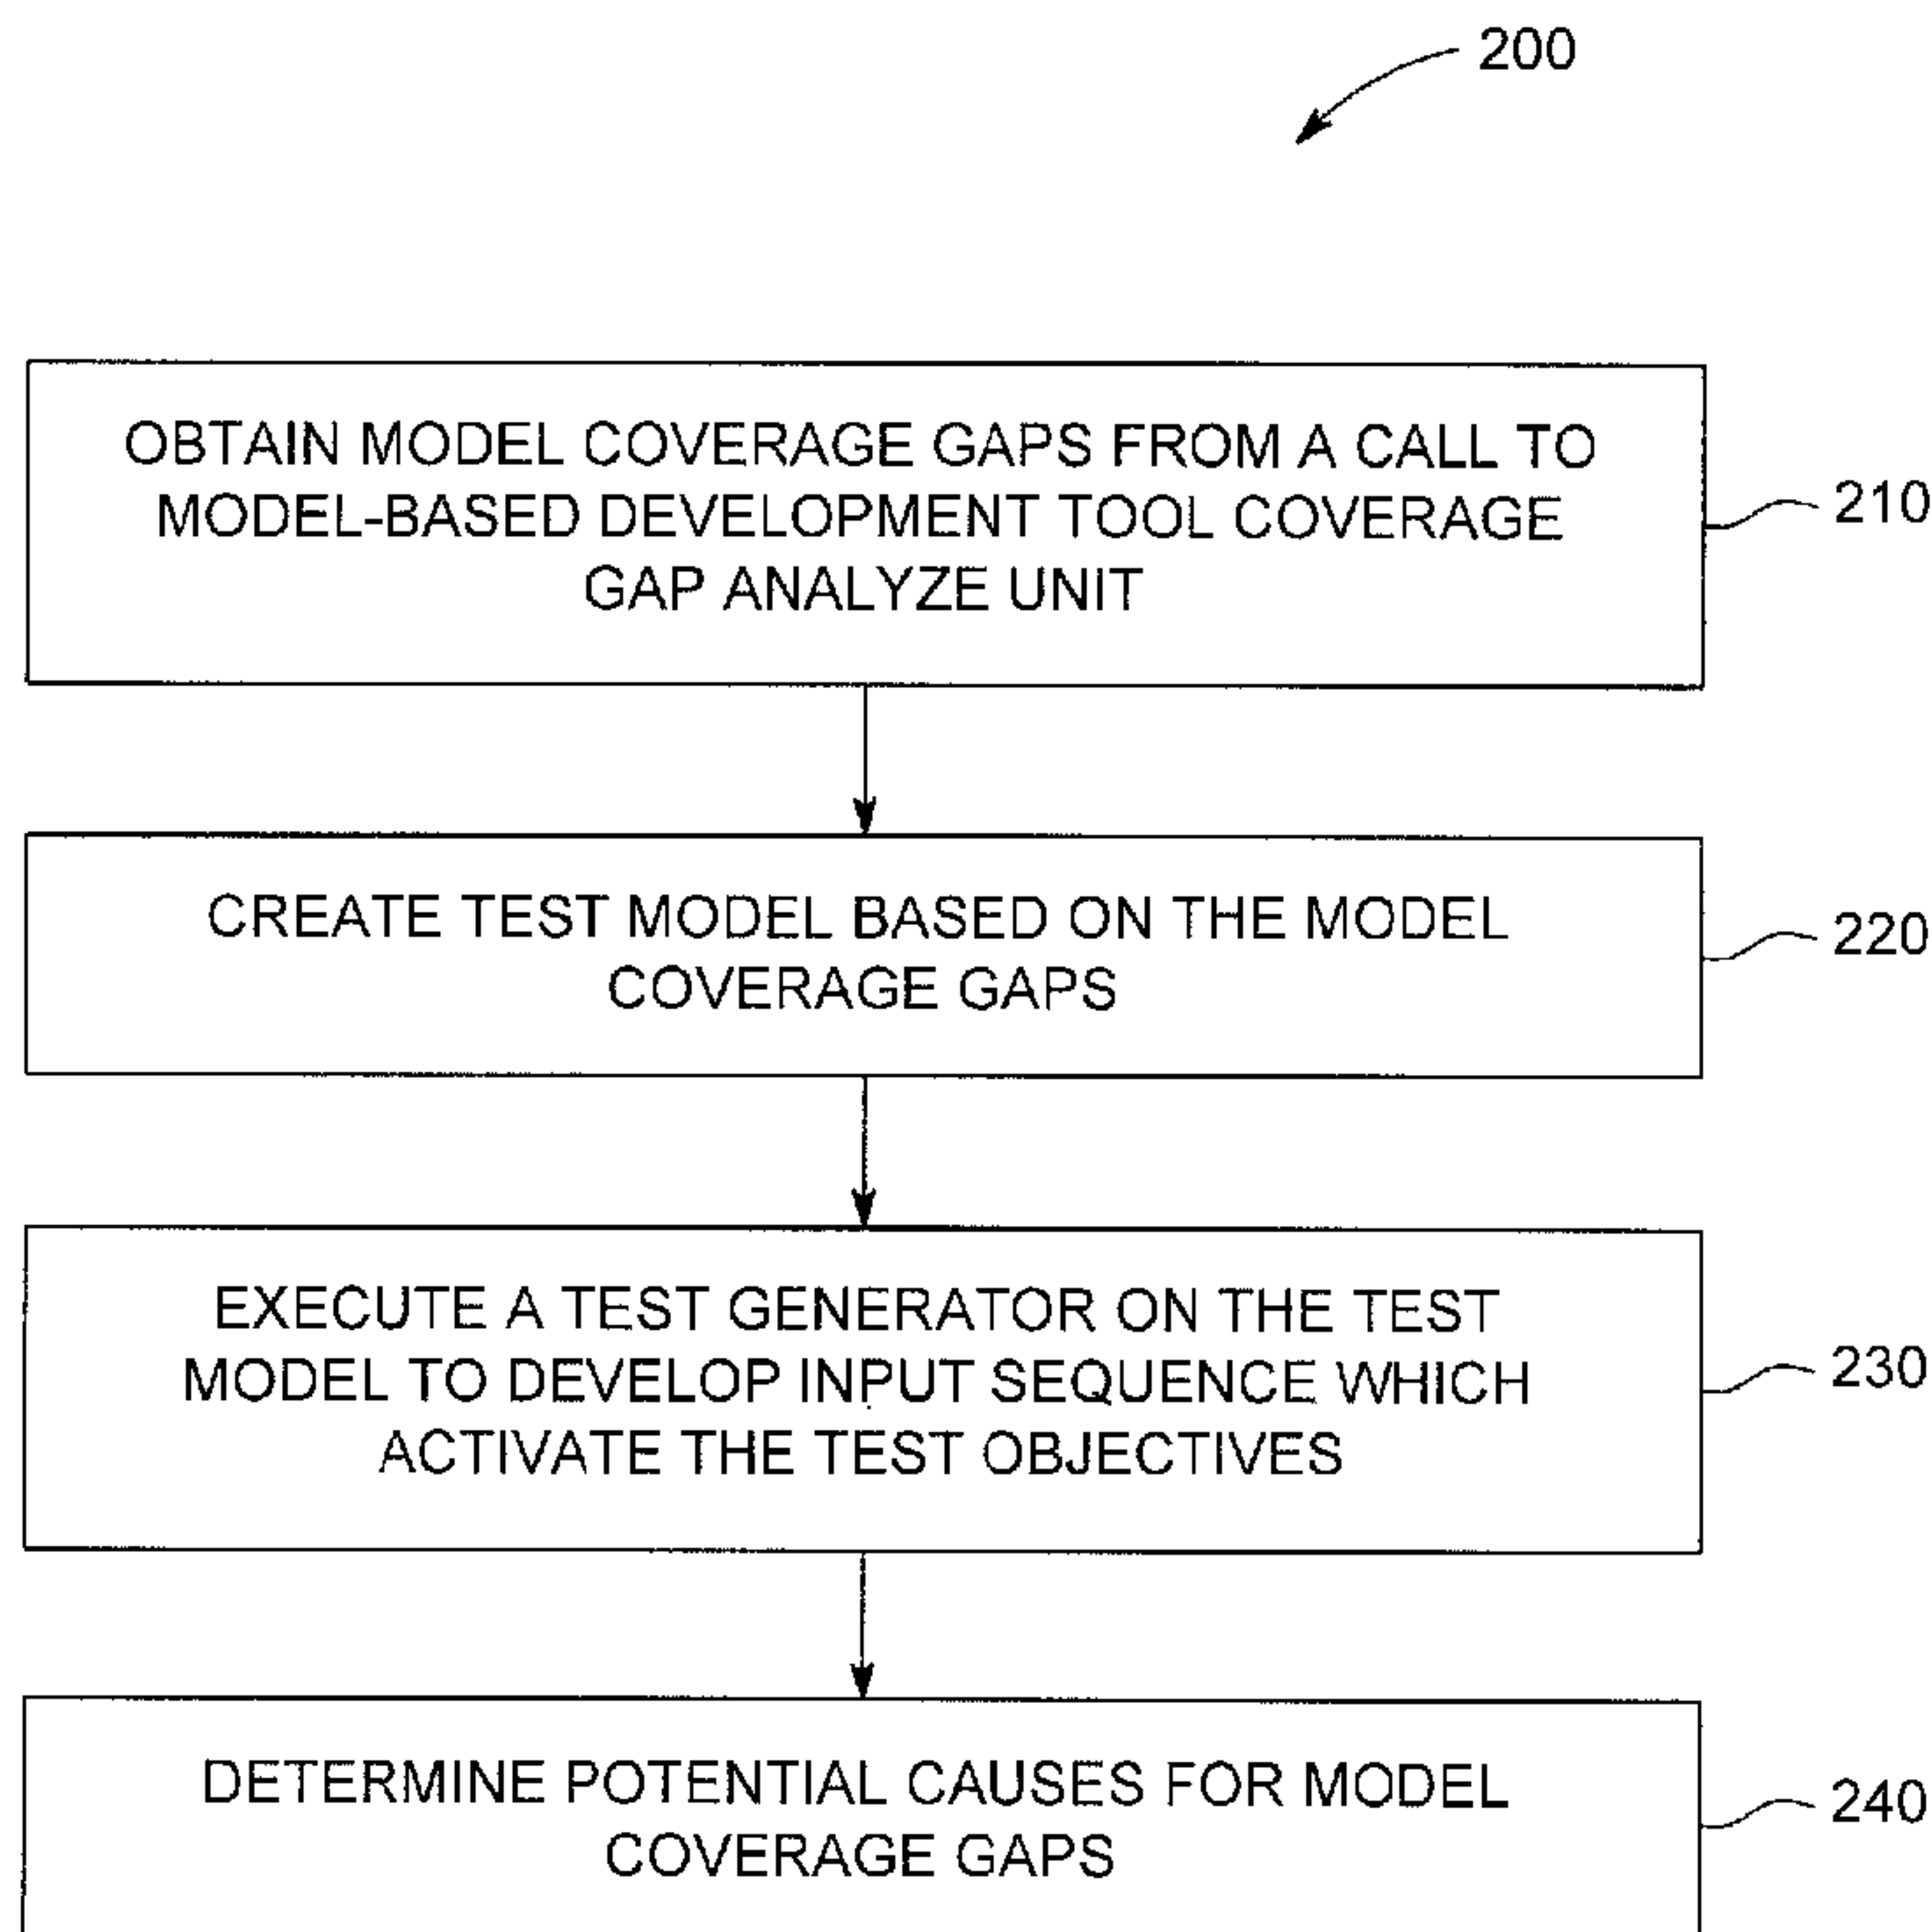 200
OBTAIN MODEL COVERAGE GAPS FROM A CALL TO
MODEL-BASED DEVELOPMENT TOOL COVERAGE
GAP ANALYZE UNIT
210
CREATE TEST MODEL BASED ON THE MODEL
COVERAGE GAPS
220
EXECUTE A TEST GENERATOR ON THE TEST
MODEL TO DEVELOP INPUT SEQUENCE WHICH
ACTIVATE THE TEST OBJECTIVES
230
DETERMINE POTENTIAL CAUSES FOR MODEL
COVERAGE GAPS
240